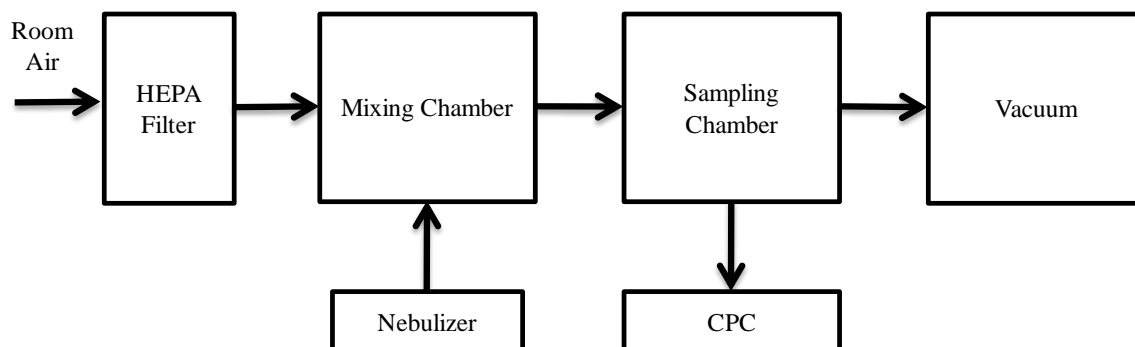 Room
Air
HEPA
Filter
Mixing Chamber
Sampling
Chamber
Vacuum
Nebulizer
CPC